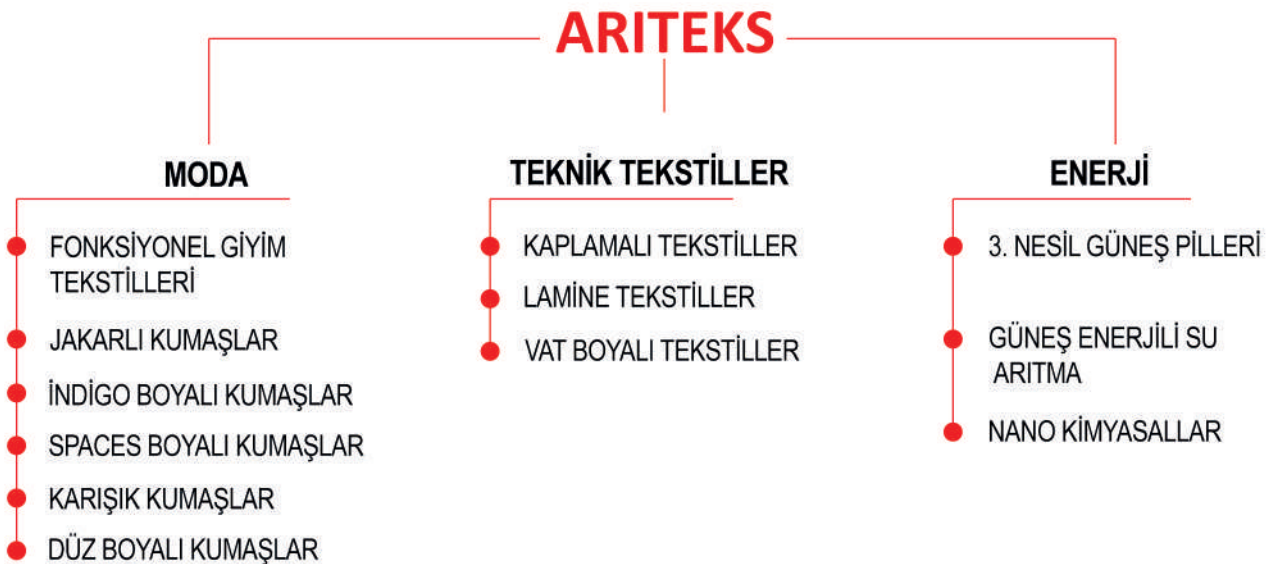 ARITEKS
MODA
FONKSİYONEL GİYİM
TEKSTİLLERİ
JAKARLI KUMAŞLAR
İNDİGO BOYALI KUMAŞLAR
SPACES BOYALI KUMAŞLAR
KARIŞIK KUMAŞLAR
DÜZ BOYALI KUMAŞLAR
TEKNİK TEKSTİLLER
KAPLAMALI TEKSTİLLER
LAMİNE TEKSTİLLER
VAT BOYALI TEKSTİLLER
ENERJİ
3. NESİL GÜNEŞ PİLLERİ
GÜNEŞ ENERJİLİ SU
ARITMA
NANO KİMYASALLAR